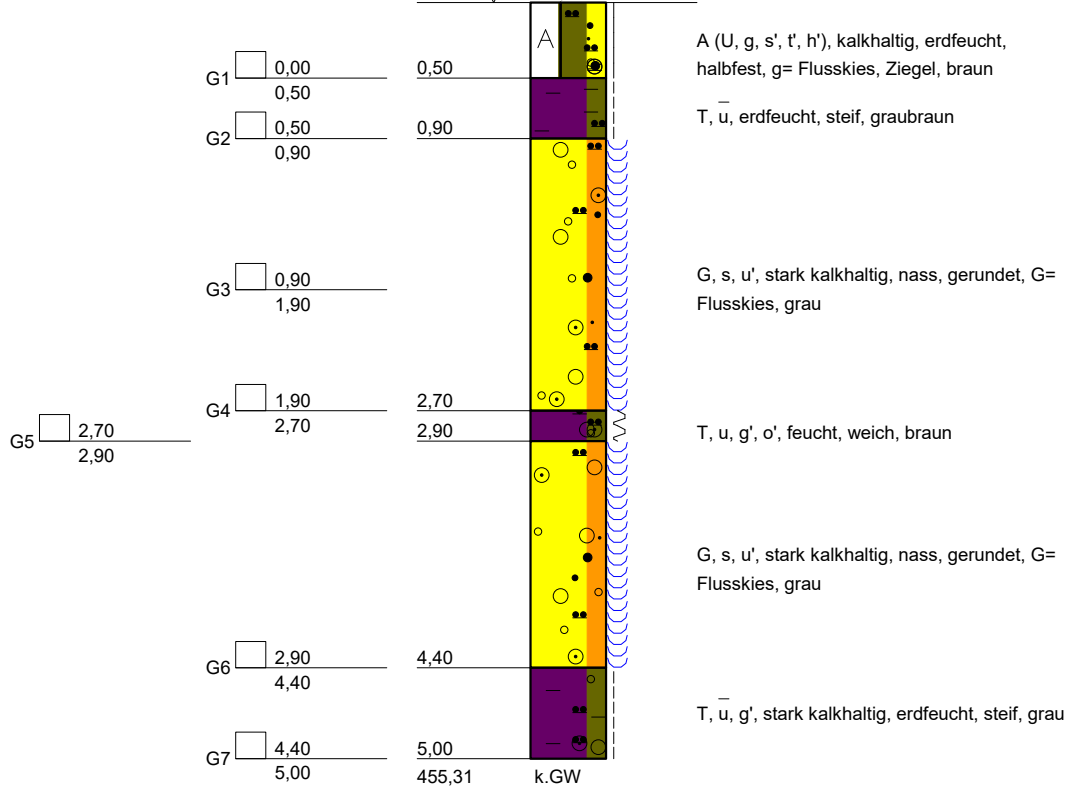 A
A (U, g, s', t', h'), kalkhaltig, erdfeucht,
halbfest, g= Flusskies, Ziegel, braun
G1 0,00 0,50
0,50
T, u̅, erdfeucht, steif, graubraun
G2 0,50 0,90
0,90
G3 0,90
1,90
G, s, u', stark kalkhaltig, nass, gerundet, G=
Flusskies, grau
G4 1,90 2,70
2,70
G5 2,70 2,90
2,90
T, u, g', o', feucht, weich, braun
G, s, u', stark kalkhaltig, nass, gerundet, G=
Flusskies, grau
G6 2,90 4,40
4,40
T, u̅, g', stark kalkhaltig, erdfeucht, steif, grau
G7 4,40 5,00
5,00 455,31 k.GW